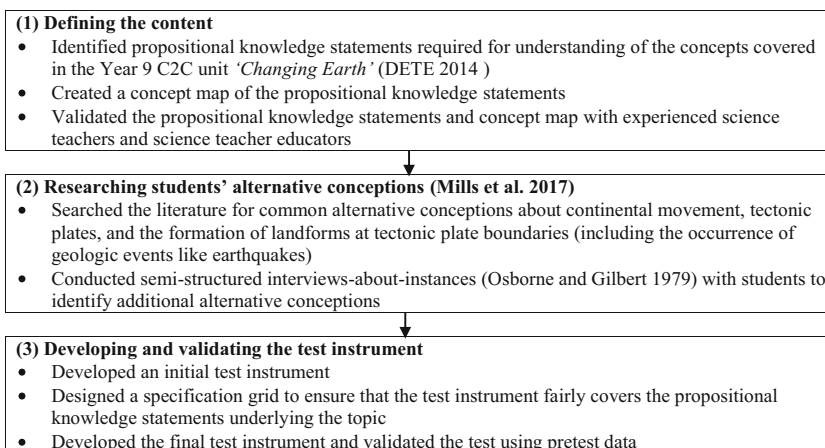 (1) Defining the content
• Identified propositional knowledge statements required for understanding of the concepts covered
in the Year 9 C2C unit ‘Changing Earth’ (DETE 2014 )
• Created a concept map of the propositional knowledge statements
• Validated the propositional knowledge statements and concept map with experienced science
teachers and science teacher educators
(2) Researching students’ alternative conceptions (Mills et al. 2017)
• Searched the literature for common alternative conceptions about continental movement, tectonic
plates, and the formation of landforms at tectonic plate boundaries (including the occurrence of
geologic events like earthquakes)
• Conducted semi-structured interviews-about-instances (Osborne and Gilbert 1979) with students to
identify additional alternative conceptions
(3) Developing and validating the test instrument
• Developed an initial test instrument
• Designed a specification grid to ensure that the test instrument fairly covers the propositional
knowledge statements underlying the topic
• Developed the final test instrument and validated the test using pretest data